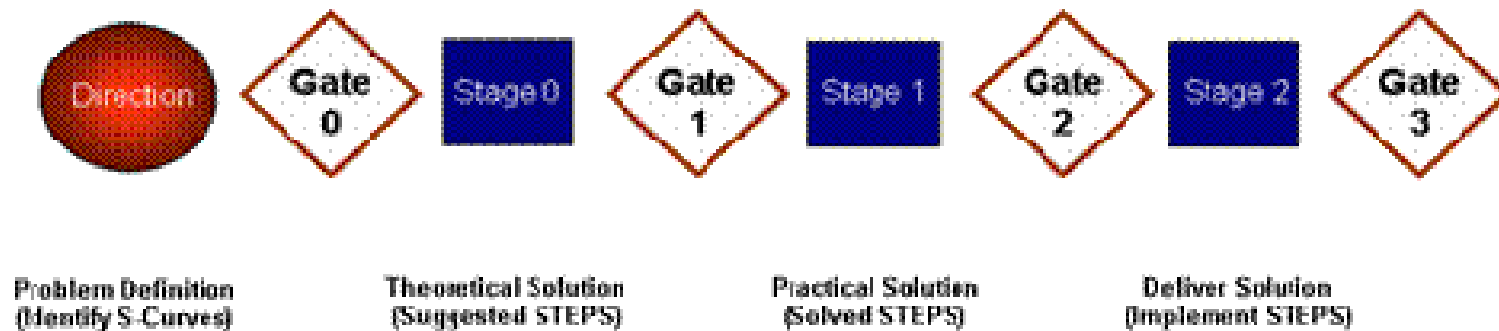 Direction
Gate
0
Stage 0
Gate
1
Stage 1
Gate
2
Stage 2
Gate
3
Problem Definition
(Identify S-Curves)
Theoretical Solution
(Suggested STEPS)
Practical Solution
(Solved STEPS)
Deliver Solution
(Implement STEPS)